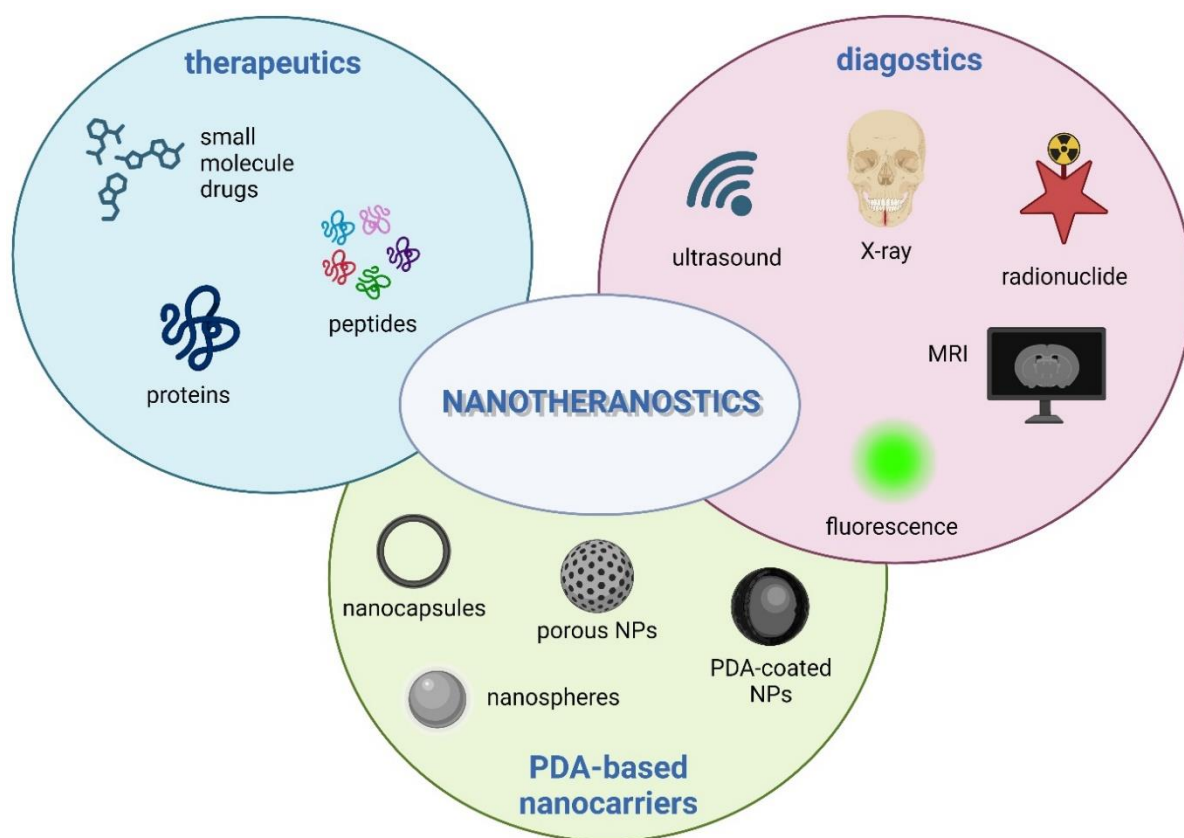 therapeutics
small
molecule
drugs
peptides
proteins
diagostics
ultrasound
X-ray
radionuclide
MRI
fluorescence
NANOTHERANOSTICS
nanocapsules
porous NPs
PDA-coated
NPs
nanospheres
PDA-based
nanocarriers